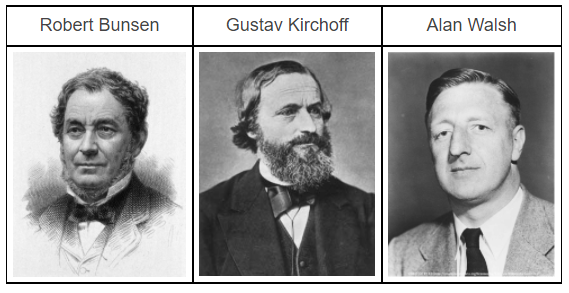 Robert Bunsen
Gustav Kirchoff
Alan Walsh